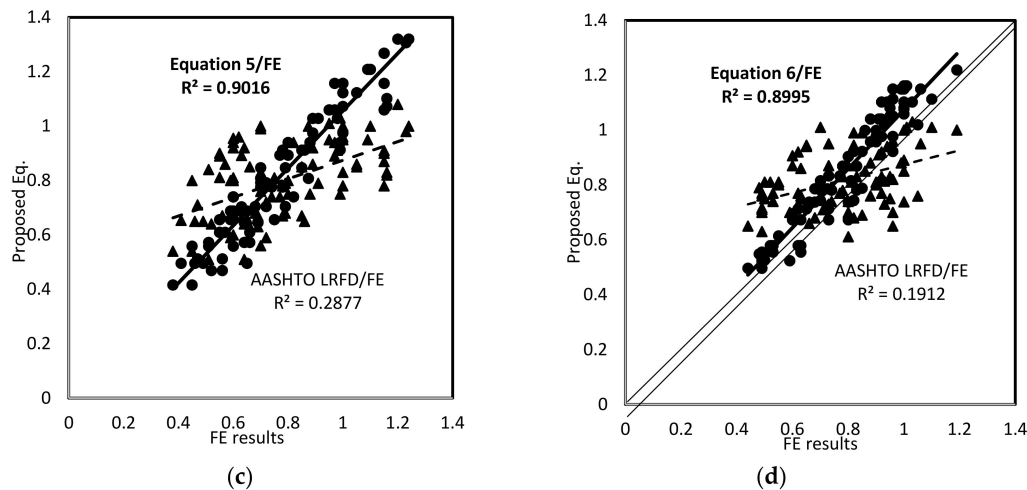 1.4
1.2
1
0.8
0.6
0.4
0.2
0
Proposed Eq.
Equation 5/FE
R² = 0.9016
AASHTO LRFD/FE
R² = 0.2877
0 0.2 0.4 0.6 0.8 1 1.2 1.4
FE results
(c)
1.4
1.2
1
0.8
0.6
0.4
0.2
0
Proposed Eq.
Equation 6/FE
R² = 0.8995
AASHTO LRFD/FE
R² = 0.1912
0 0.2 0.4 0.6 0.8 1 1.2 1.4
FE results
(d)